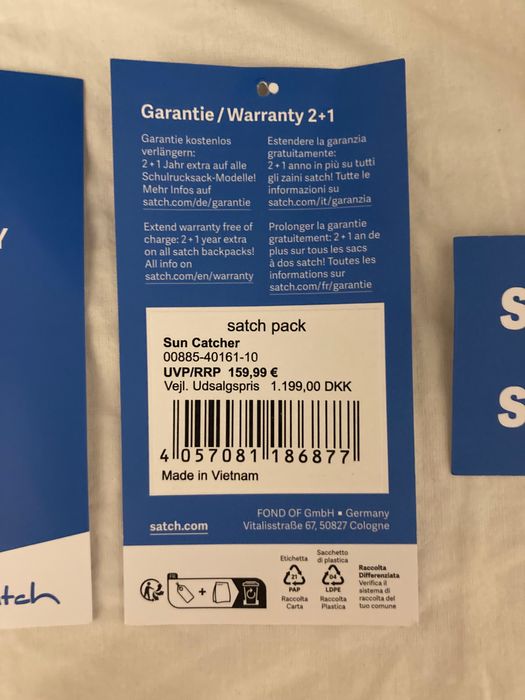 Garantie / Warranty 2+1
Garantie kostenlos
verlängern:
2+1 Jahr extra auf alle
Schulrucksack-Modelle!
Mehr Infos auf
satch.com/de/garantie
Estendere la garanzia
gratuitamente:
2+1 anno in più su tutti
gli zaini satch! Tutte le
informazioni su
satch.com/it/garanzia
Extend warranty free of
charge: 2+1 year extra
on all satch backpacks!
All info on
satch.com/en/warranty
Prolonger la garantie
gratuitement: 2+1 an de
plus sur tous les sacs
à dos satch! Toutes les
informations sur
satch.com/fr/garantie
satch pack
Sun Catcher
00885-40161-10
UVP/RRP 159,99 €
Vejl. Udsalgspris 1.199,00 DKK
4 057081 186877
Made in Vietnam
satch.com
FOND OF GmbH ▪ Germany
Vitalisstraße 67, 50827 Cologne
FR
+
Etichetta
21
PAP
Raccolta
Carta
Sacchetto
di plastica
04
LDPE
Raccolta
Plastica
Raccolta
Differenziata
Verifica il
sistema di
raccolta del
tuo comune
Y
tch
S
S